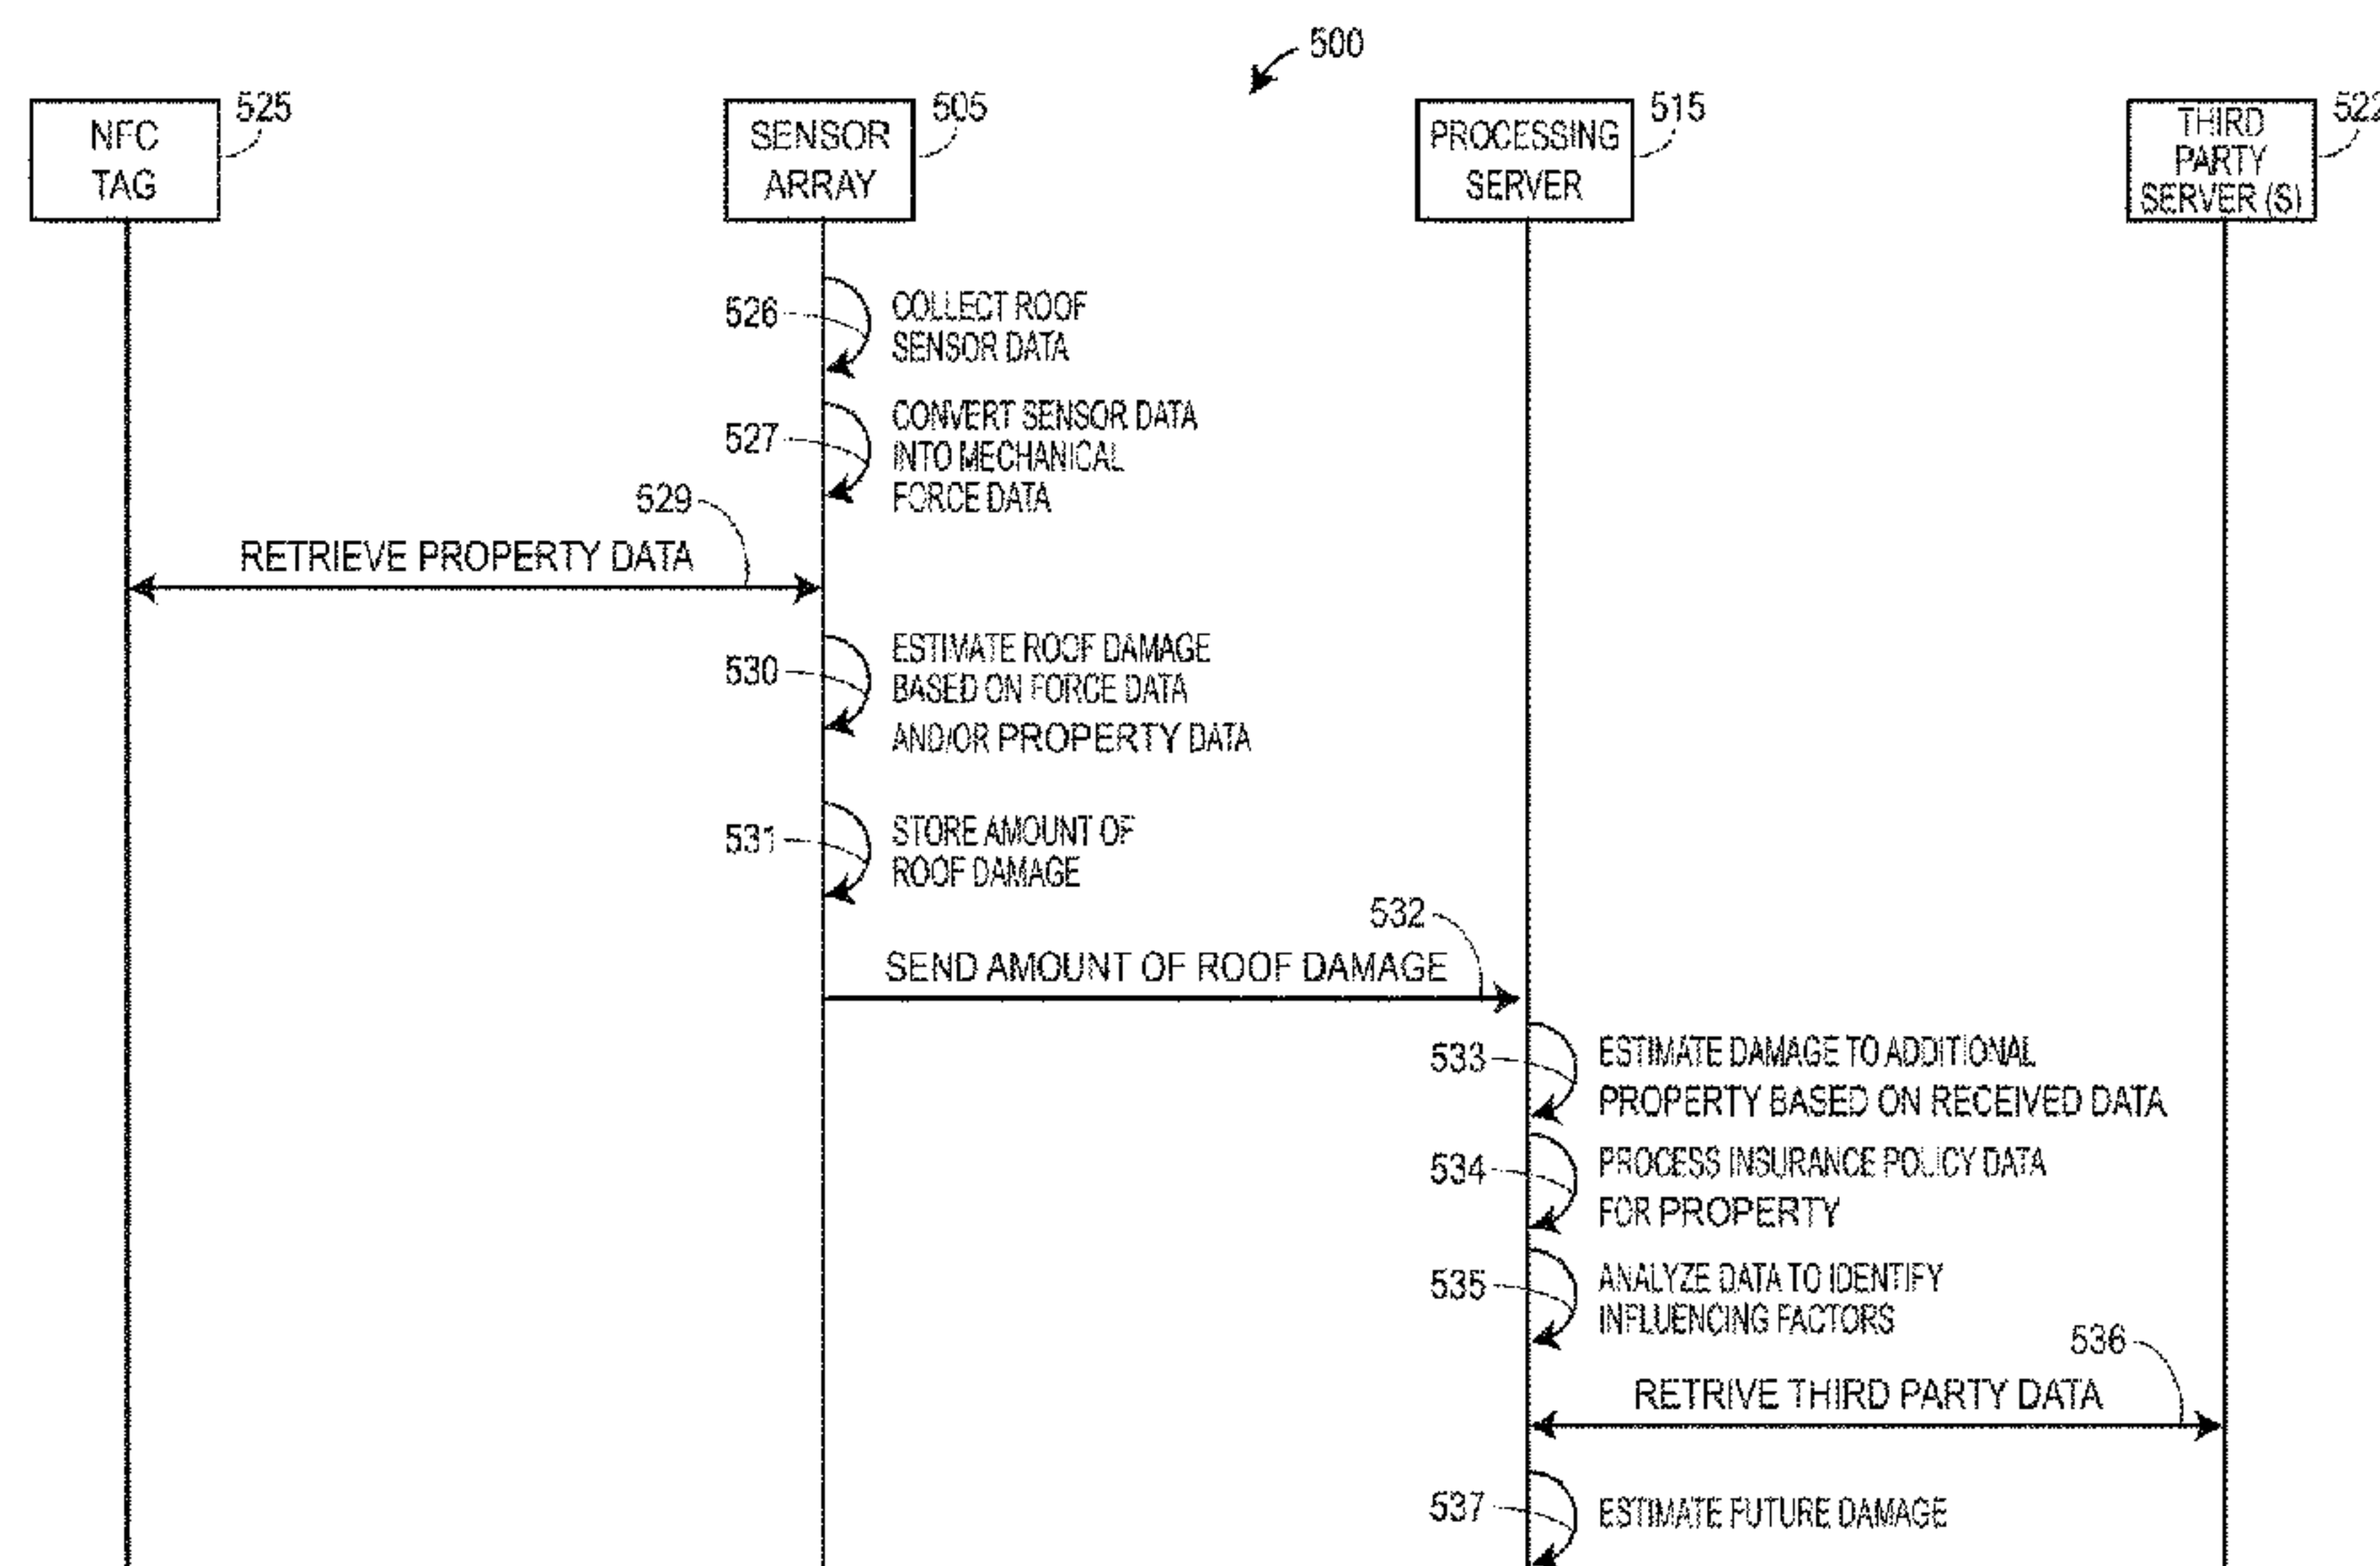 500
NFC
TAG
525
SENSOR
ARRAY
505
PROCESSING
SERVER
515
THIRD
PARTY
SERVER (S)
522
526
COLLECT ROOF
SENSOR DATA
527
CONVERT SENSOR DATA
INTO MECHANICAL
FORCE DATA
529
RETRIEVE PROPERTY DATA
530
ESTIMATE ROOF DAMAGE
BASED ON FORCE DATA
AND/OR PROPERTY DATA
531
STORE AMOUNT OF
ROOF DAMAGE
532
SEND AMOUNT OF ROOF DAMAGE
533
ESTIMATE DAMAGE TO ADDITIONAL
PROPERTY BASED ON RECEIVED DATA
534
PROCESS INSURANCE POLICY DATA
FOR PROPERTY
535
ANALYZE DATA TO IDENTIFY
INFLUENCING FACTORS
536
RETRIVE THIRD PARTY DATA
537
ESTIMATE FUTURE DAMAGE